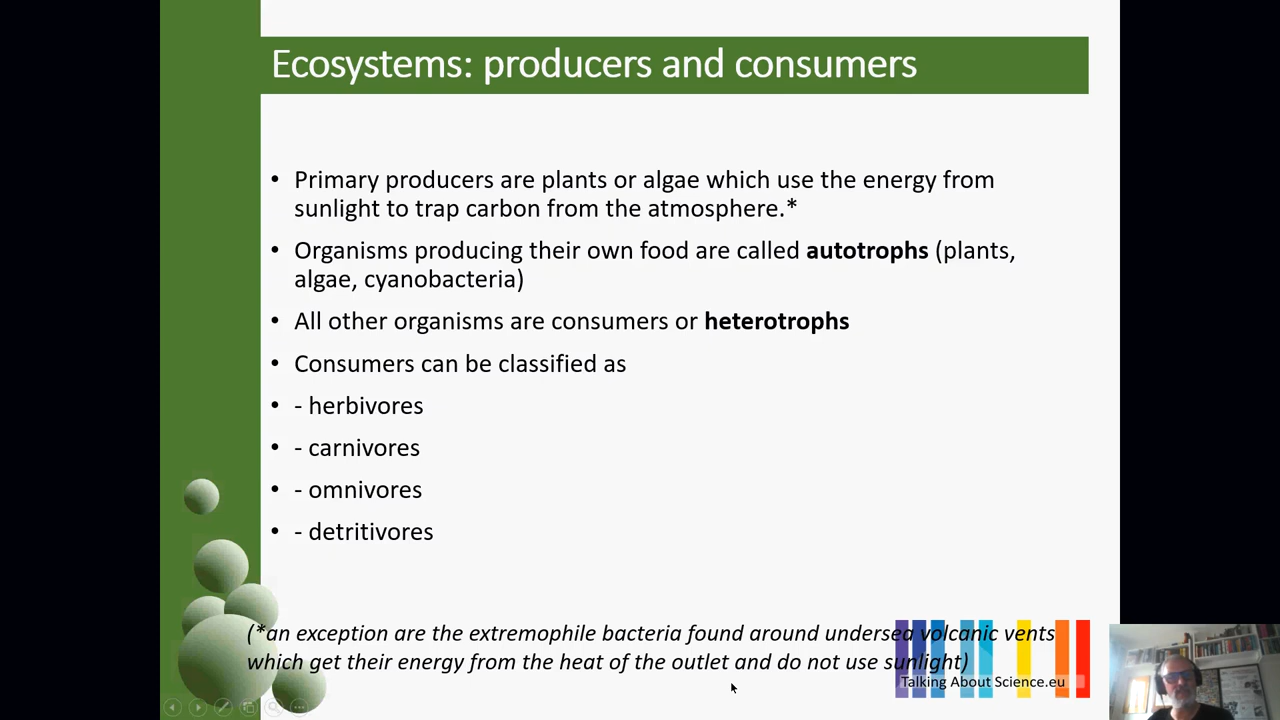 Ecosystems: producers and consumers
• Primary producers are plants or algae which use the energy from
sunlight to trap carbon from the atmosphere.*
• Organisms producing their own food are called autotrophs (plants,
algae, cyanobacteria)
• All other organisms are consumers or heterotrophs
• Consumers can be classified as
• - herbivores
• - carnivores
• - omnivores
• - detritivores
(*an exception are the extremophile bacteria found around undersea volcanic vents
which get their energy from the heat of the outlet and do not use sunlight)
Talking About Science.eu